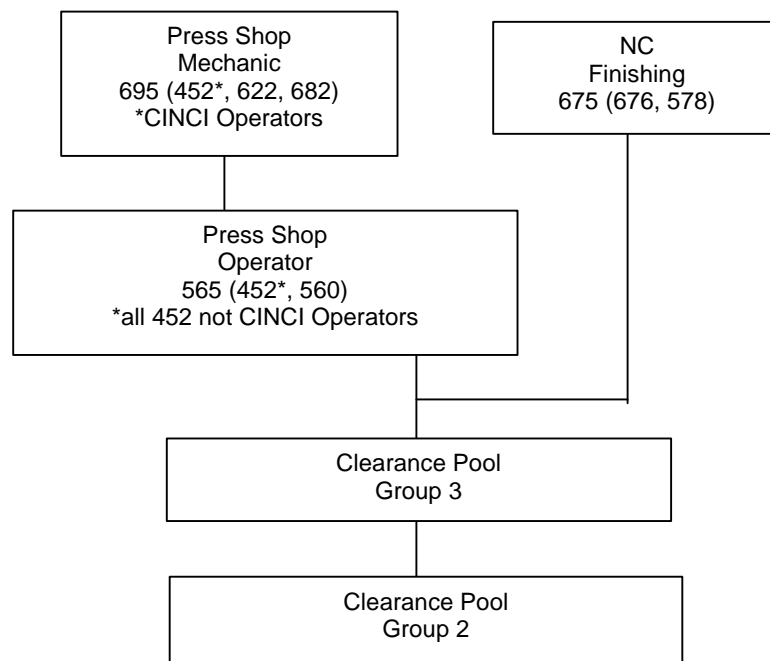 Press Shop
Mechanic
695 (452*, 622, 682)
*CINCI Operators
NC
Finishing
675 (676, 578)
Press Shop
Operator
565 (452*, 560)
*all 452 not CINCI Operators
Clearance Pool
Group 3
Clearance Pool
Group 2